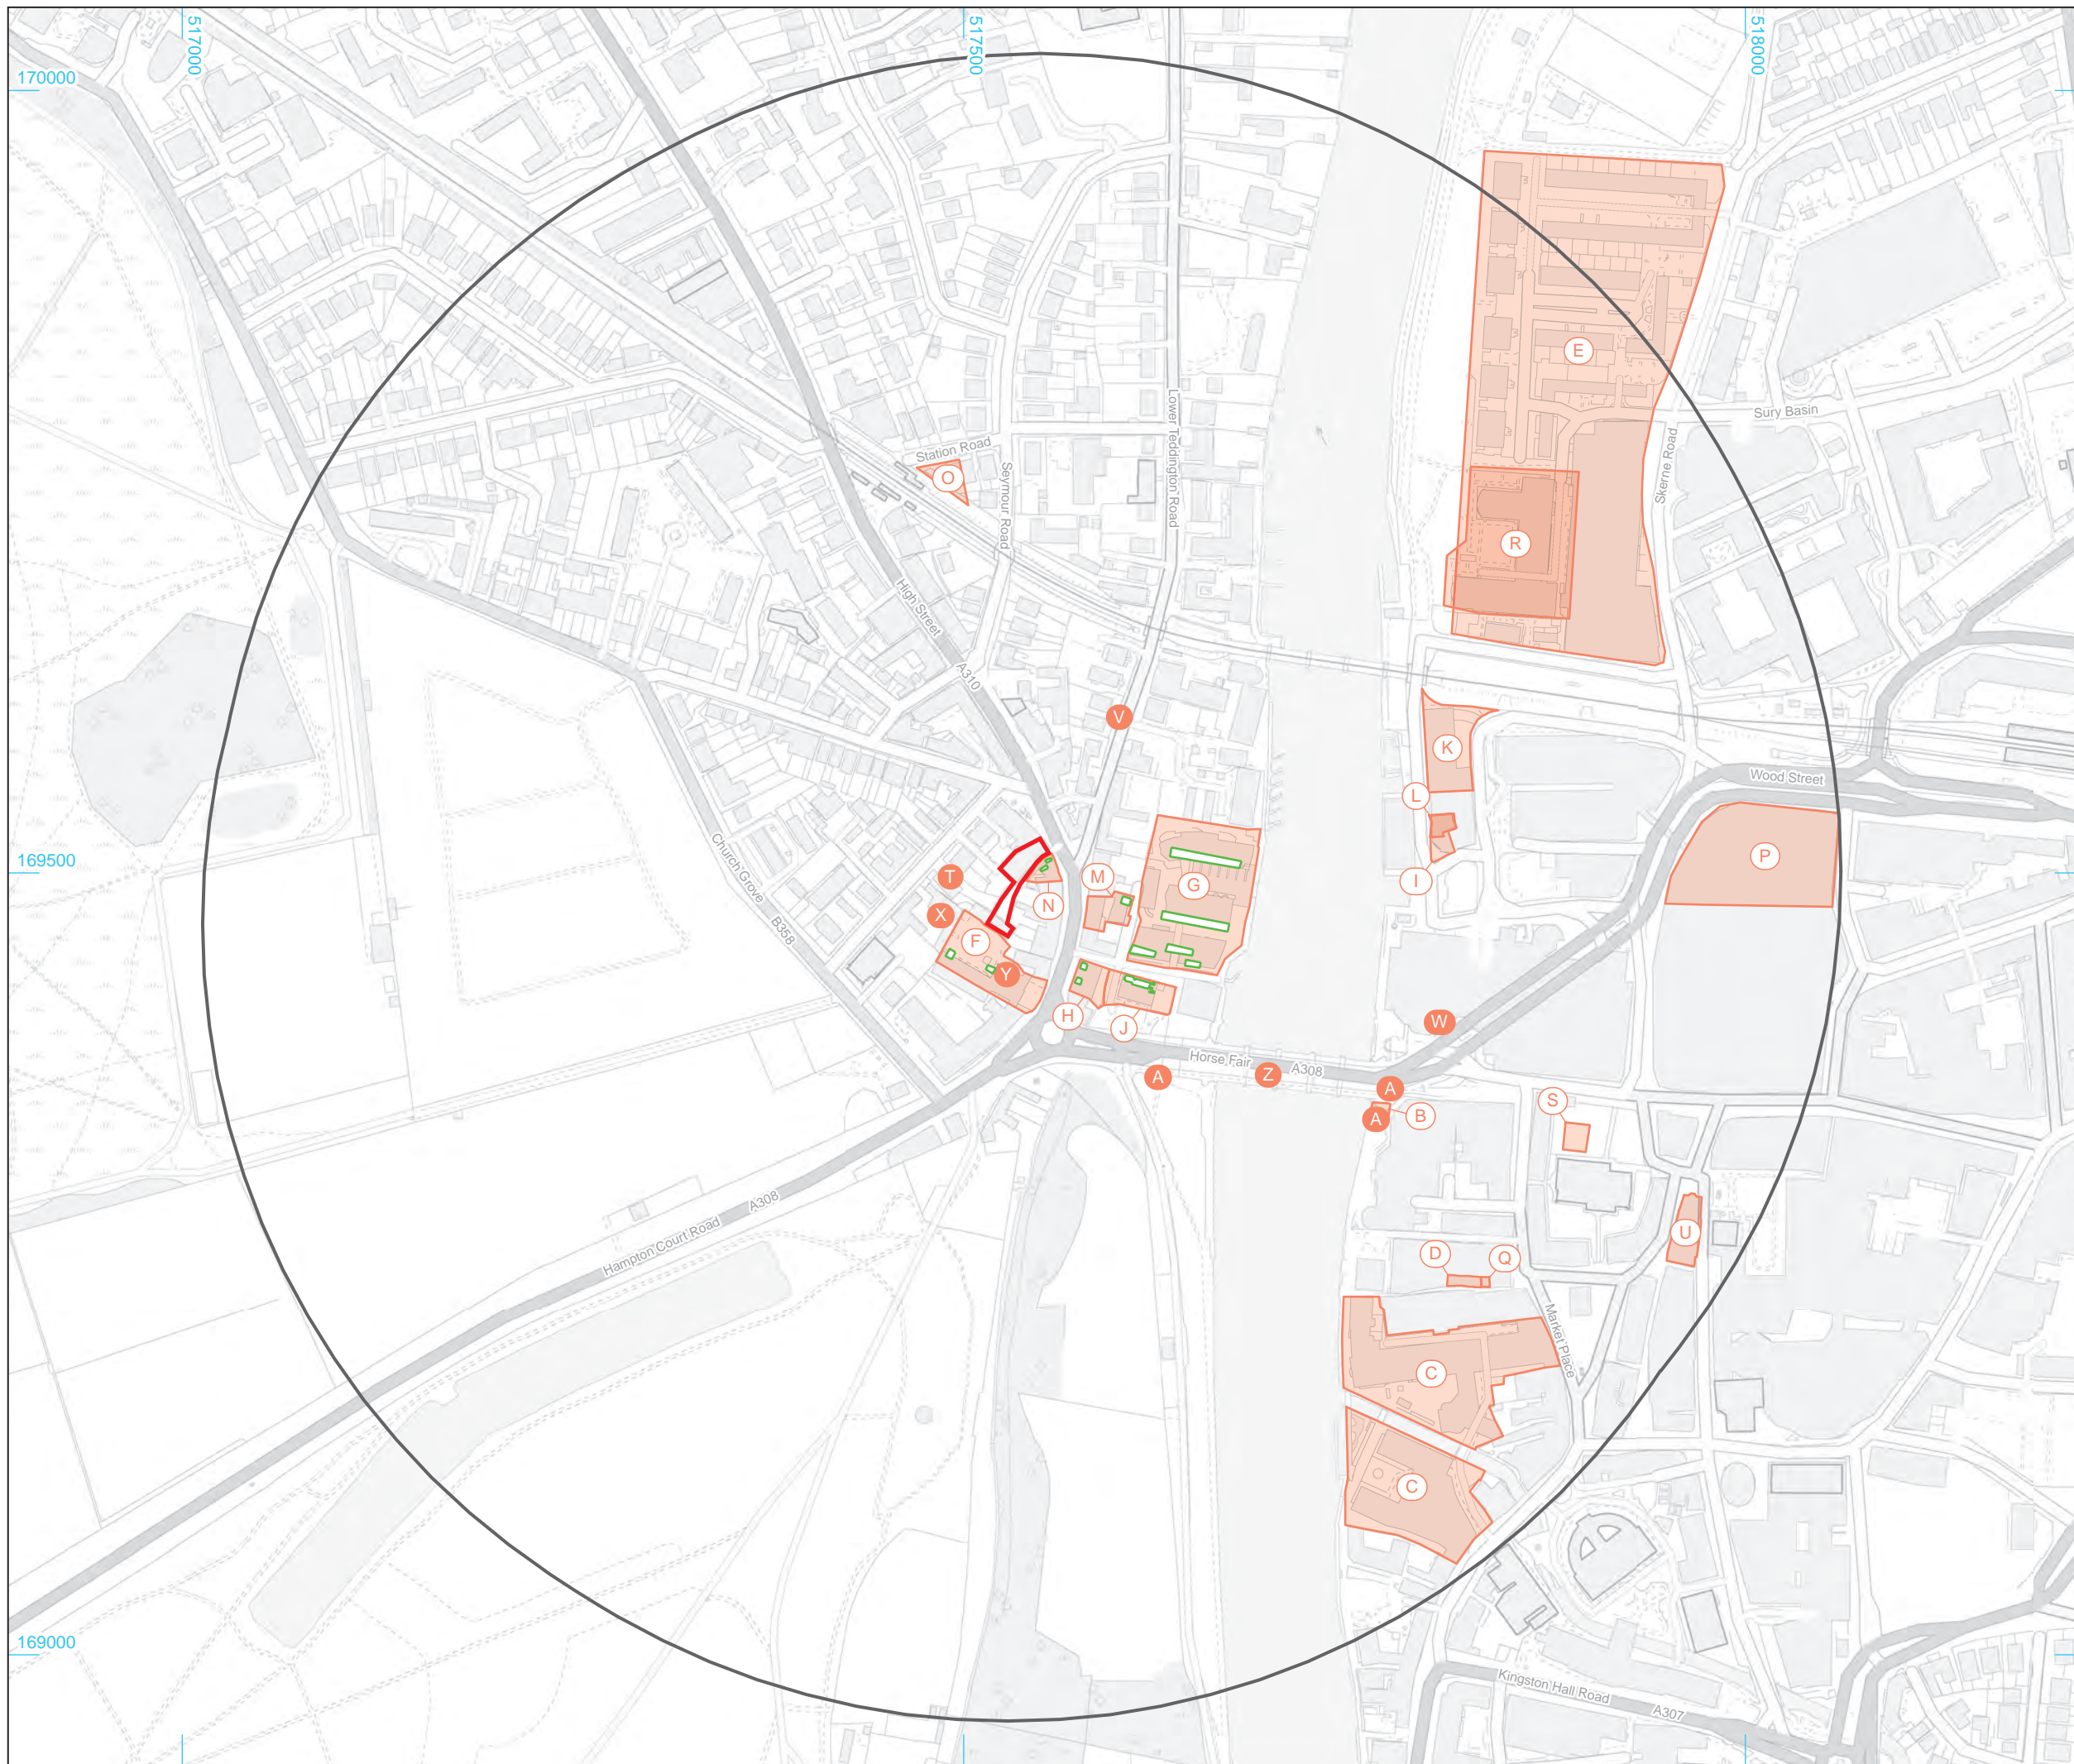 517000
517500
518000
170000
E
Sury Basin
Lower Teddington Road
Skerne Road
Station Road
O
Seymour Road
R
High Street
A310
V
K
Wood Street
L
Church Grove
169500
T
M
G
I
P
X
N
B358
F
Y
H
J
W
Horse Fair
A308
A
Z
A
A
B
S
Hampton Court Road
A308
U
D
Q
Market Place
C
C
169000
Kingston Hall Road
A307